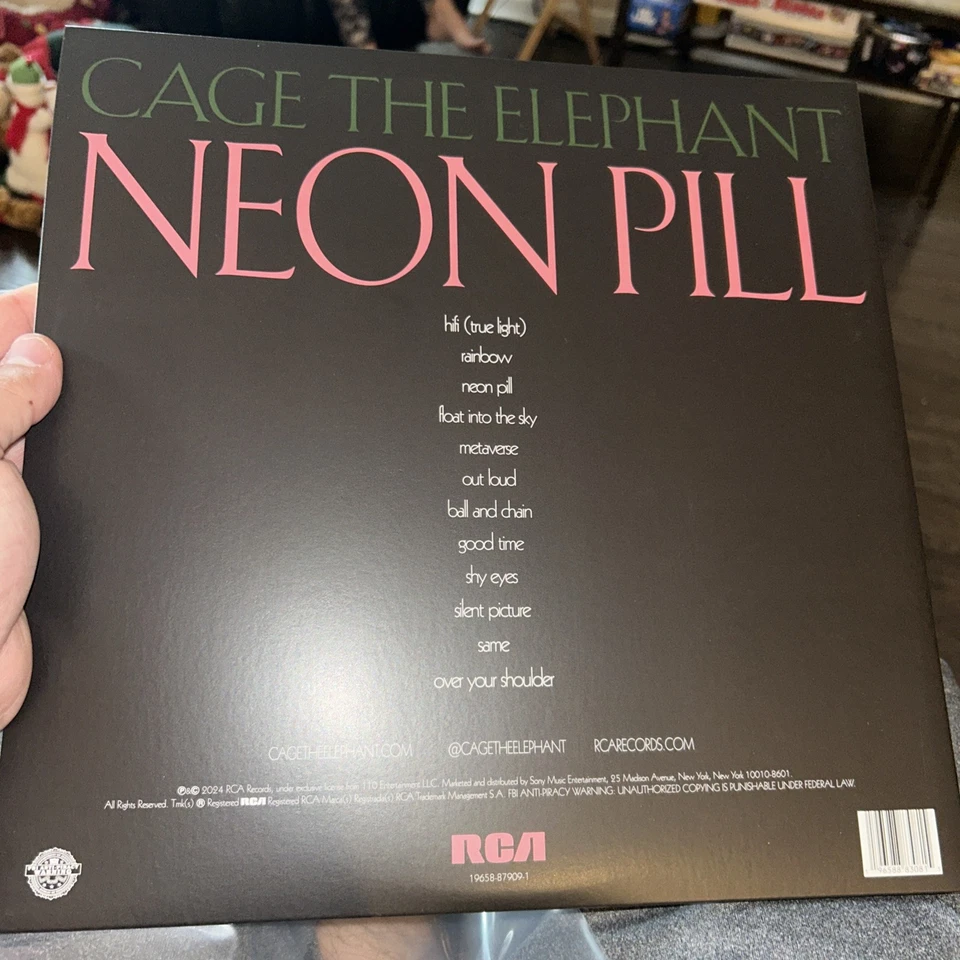 CAGE THE ELEPHANT
NEON PILL
hifi (true light)
rainbow
neon pill
float into the sky
metaverse
out loud
ball and chain
good time
shy eyes
silent picture
same
over your shoulder
CAGETHEELEPHANT.COM @CAGETHEELEPHANT RCARECORDS.COM
℗&© 2024 RCA Records, under exclusive license from Entertainment LLC. Marketed and distributed by Sony Music Entertainment, 25 Madison Avenue, New York, New York 10010-8601.
All Rights Reserved. Tmk(s) ® Registered RCA Registered RCA Marca(s) Registrada(s) RCA Trademark Management S.A. FBI ANTI-PIRACY WARNING: UNAUTHORIZED COPYING IS PUNISHABLE UNDER FEDERAL LAW.
RCA
19658-87909-1
WARNING